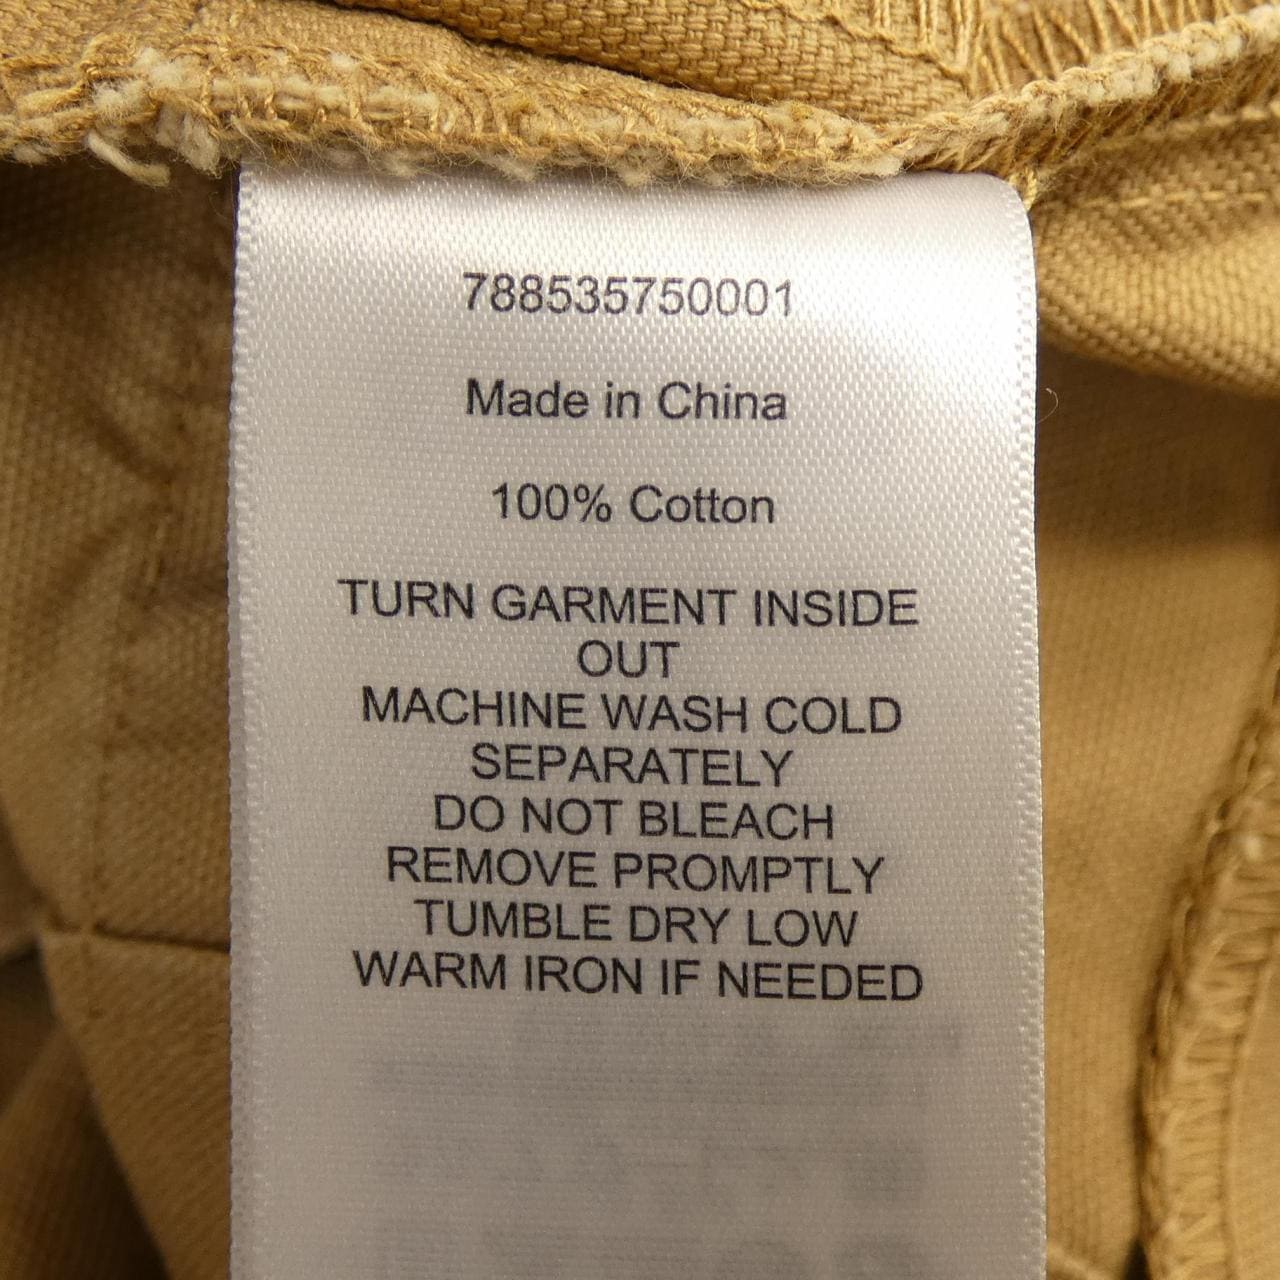 788535750001
Made in China
100% Cotton
TURN GARMENT INSIDE
OUT
MACHINE WASH COLD
SEPARATELY
DO NOT BLEACH
REMOVE PROMPTLY
TUMBLE DRY LOW
WARM IRON IF NEEDED